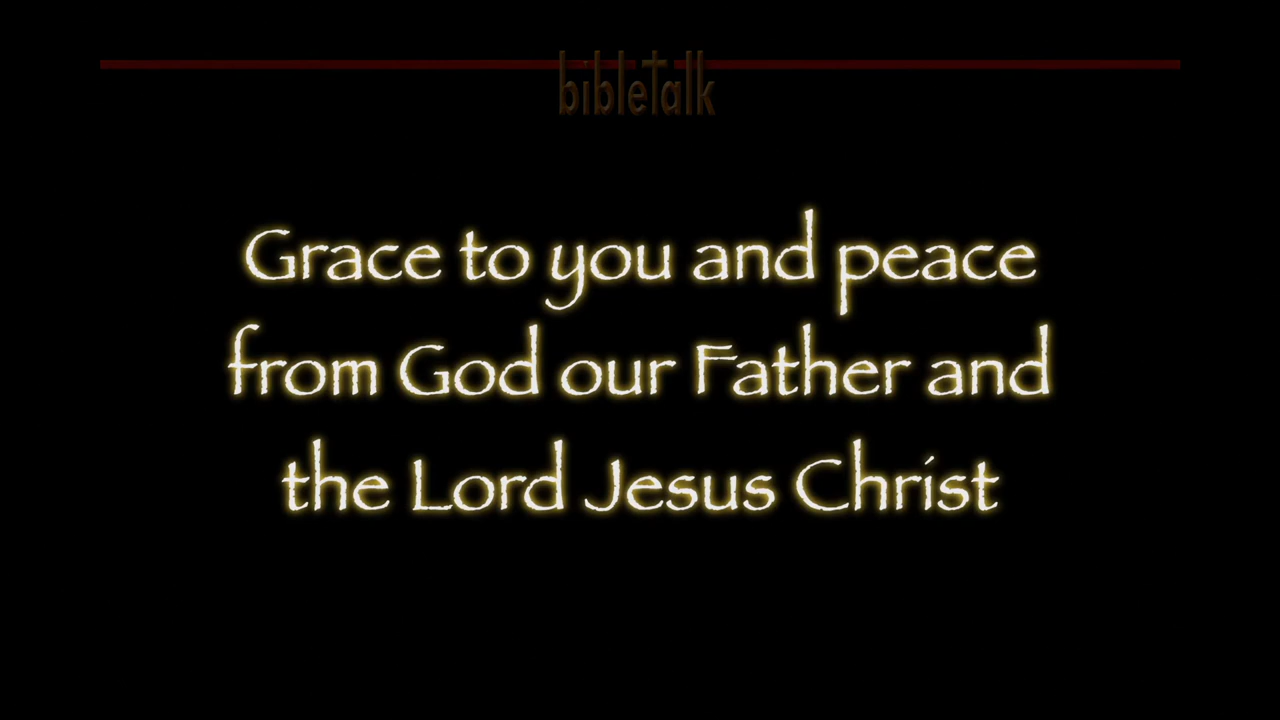 bibleTalk
Grace to you and peace
from God our Father and
the Lord Jesus Christ